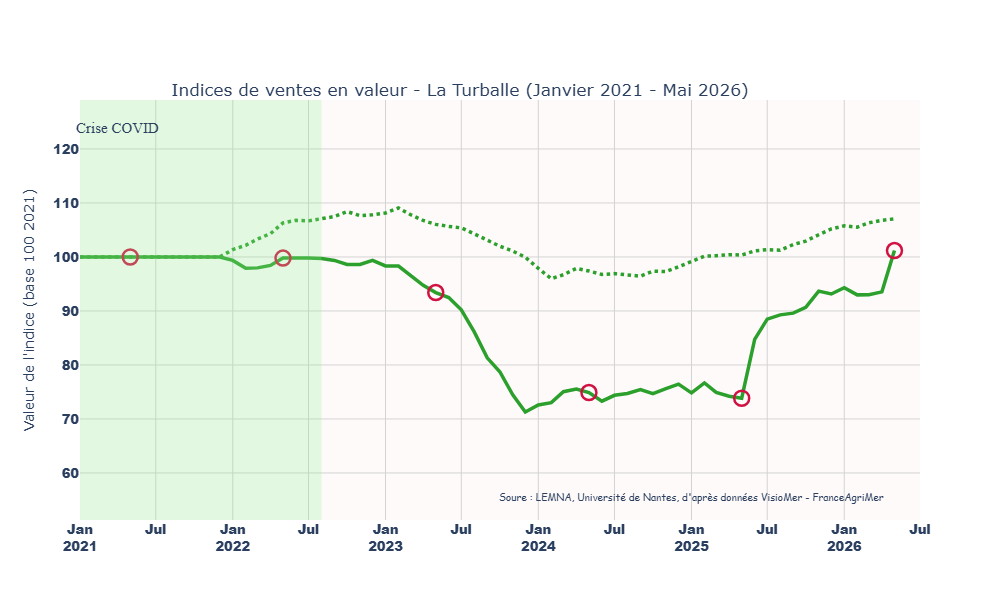 Indices de ventes en valeur - La Turballe (Janvier 2021 - Mai 2026)
Crise COVID
Valeur de l'indice (base 100 2021)
120
110
100
90
80
70
60
Soure : LEMNA, Université de Nantes, d'après données VisioMer - FranceAgriMer
Jan Jul Jan Jul Jan Jul Jan Jul Jan Jul Jan Jul
2021 2022 2023 2024 2025 2026